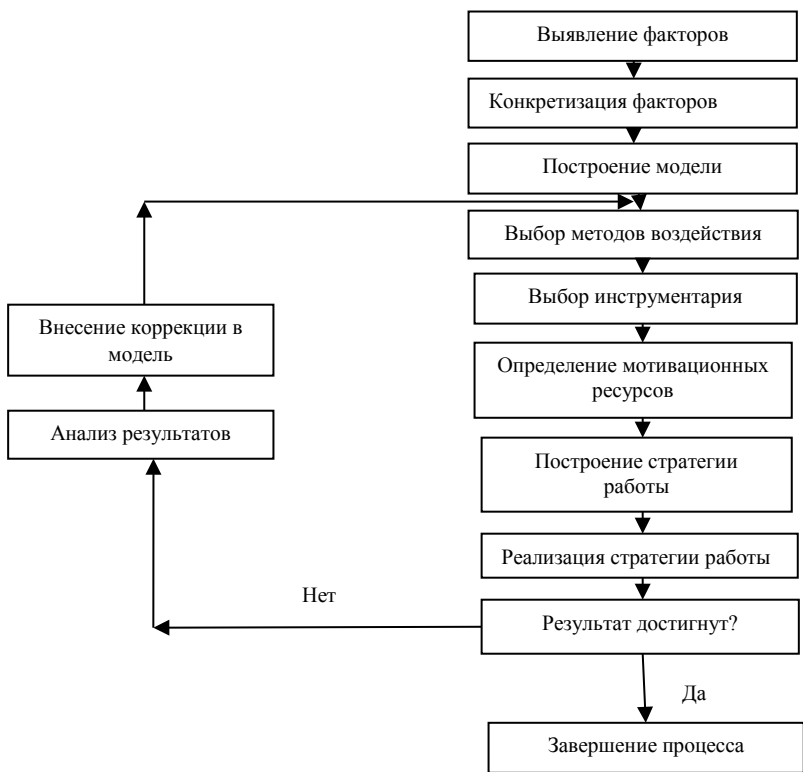 Выявление факторов
Конкретизация факторов
Построение модели
Выбор методов воздействия
Выбор инструментария
Внесение коррекции в
модель
Определение мотивационных
ресурсов
Анализ результатов
Построение стратегии
работы
Реализация стратегии работы
Нет
Результат достигнут?
Да
Завершение процесса